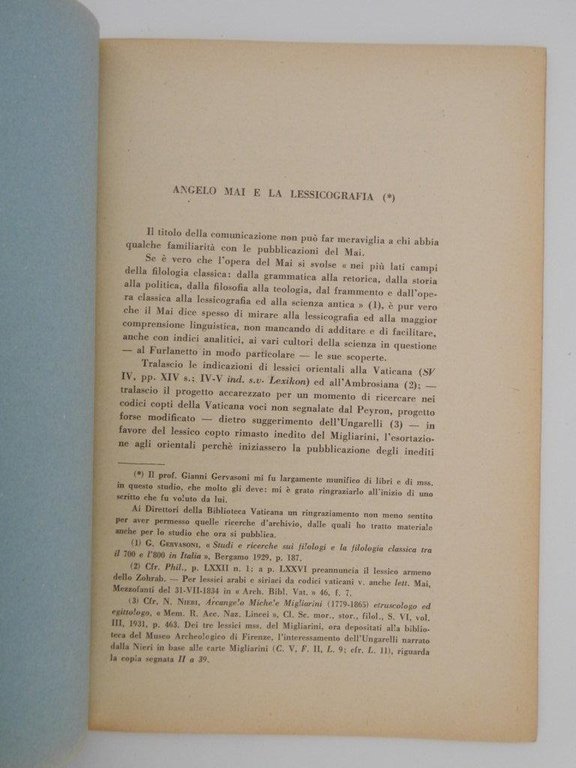 ANGELO MAI E LA LESSICOGRAFIA (*)
Il titolo della comunicazione non può far meraviglia a chi abbia
qualche familiarità con le pubblicazioni del Mai.
Se è vero che l'opera del Mai si svolse « nei più lati campi
della filologia classica: dalla grammatica alla retorica, dalla storia
alla politica, dalla filosofia alla teologia, dal frammento e dall'ope-
ra classica alla lessicografia ed alla scienza antica » (1), è pur vero
che il Mai dice spesso di mirare alla lessicografia ed alla maggior
comprensione linguistica, non mancando di additare e di facilitare,
anche con indici analitici, ai vari cultori della scienza in questione
— al Furlanetto in modo particolare — le sue scoperte.
Tralascio le indicazioni di lessici orientali alla Vaticana (SV
IV, pp. XIV s.; IV-V ind. s.v. Lexikon) ed all'Ambrosiana (2); —
tralascio il progetto accarezzato per un momento di ricercare nei
codici copti della Vaticana voci non segnalate dal Peyron, progetto
forse modificato — dietro suggerimento dell'Ungarelli (3) — in
favore del lessico copto rimasto inedito del Migliarini, l'esortazio-
ne agli orientali perchè iniziassero la pubblicazione degli inediti
(*) Il prof. Gianni Gervasoni mi fu largamente munifico di libri e di mss.
in questo studio, che molto gli deve: mi è grato ringraziarlo all'inizio di uno
scritto che fu voluto da lui.
Ai Direttori della Biblioteca Vaticana un ringraziamento non meno sentito
per aver permesso quelle ricerche d'archivio, dalle quali ho tratto materiale
anche per lo studio che ora si pubblica.
(1) G. GERVASONI, « Studi e ricerche sui filologi e la filologia classica tra
il 700 e l'800 in Italia », Bergamo 1929, p. 187.
(2) Cfr. Phil., p. LXXII n. 1; a p. LXXVI preannuncia il lessico armeno
dello Zohrab. — Per lessici arabi e siriaci da codici vaticani v. anche lett. Mai,
Mezzofanti del 31-VII-1834 in « Arch. Bibl. Vat. » 46, f. 7.
(3) Cfr, N. NIERI, Arcange'o Miche'e Migliarini (1779-1865) etruscologo ed
egittologo, « Mem. R. Acc. Naz. Lincei », Cl. Sc. mor., stor., filol., S. VI, vol.
III, 1931, p. 463. Dei tre lessici mss. del Migliarini, ora depositati alla biblio-
teca del Museo Archeologico di Firenze, l'interessamento dell'Ungarelli narrato
dalla Nieri in base alle carte Migliarini (C. V, F. II, L. 9; cfr. L. 11), riguarda
la copia segnata II a 39.